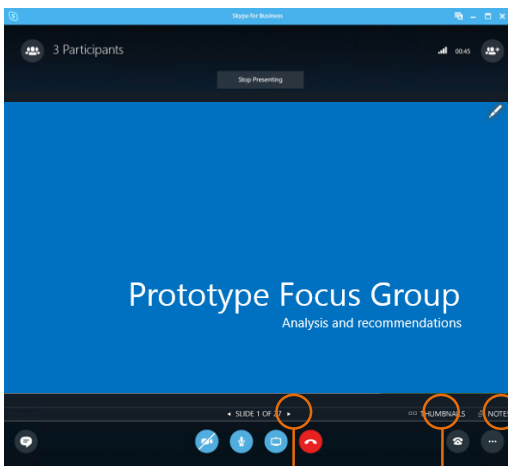 Skype for Business
3 Participants
00:45
Stop Presenting
Prototype Focus Group
Analysis and recommendations
SLIDE 1 OF 27
THUMBNAILS
NOTES